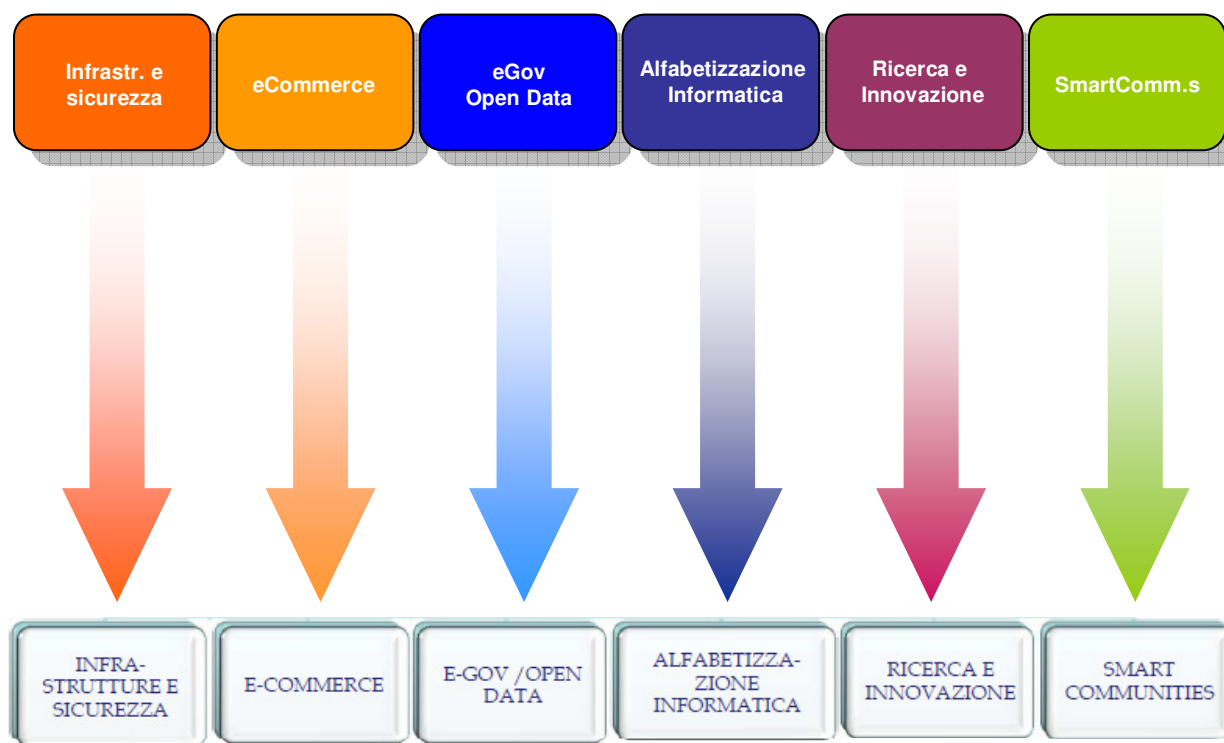 Infrastr. e
sicurezza
eCommerce
eGov
Open Data
Alfabetizzazione
Informatica
Ricerca e
Innovazione
SmartComm.s
INFRA-
STRUTTURE E
SICUREZZA
E-COMMERCE
E-GOV /OPEN
DATA
ALFABETIZZA-
ZIONE
INFORMATICA
RICERCA E
INNOVAZIONE
SMART
COMMUNITIES